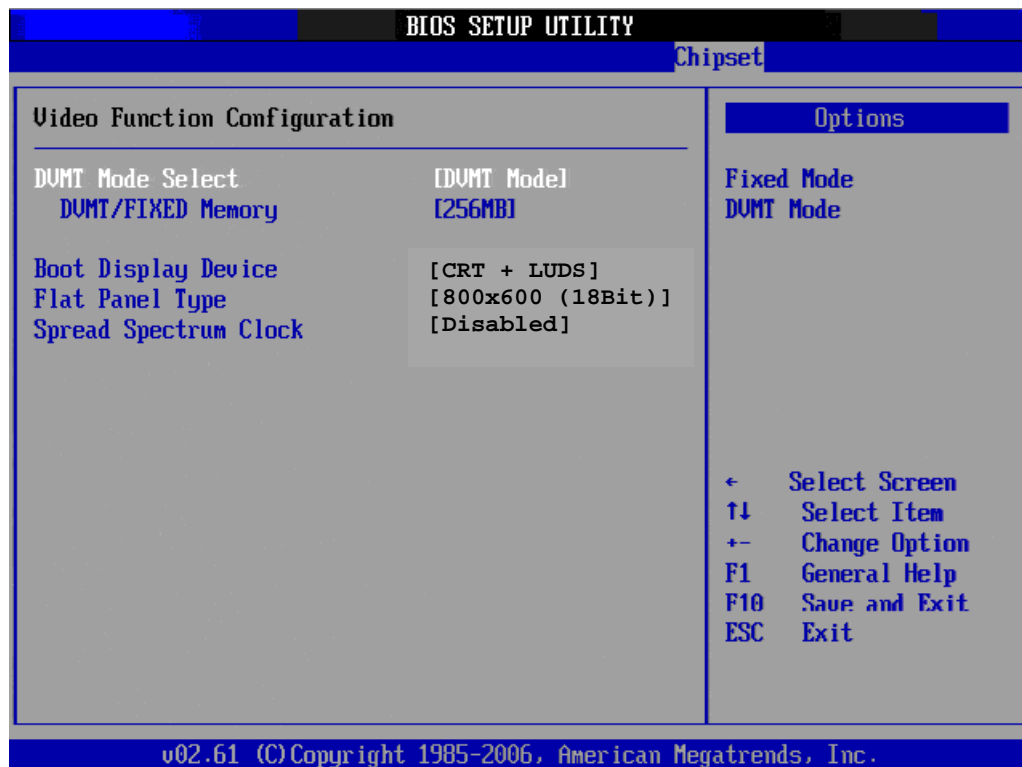 BIOS SETUP UTILITY
Chipset
Video Function Configuration
DVMT Mode Select [DVMT Mode]
DVMT/FIXED Memory [256MB]
Boot Display Device [CRT + LUDS]
Flat Panel Type [800x600 (18Bit)]
Spread Spectrum Clock [Disabled]
Options
Fixed Mode
DVMT Mode
← Select Screen
↑↓ Select Item
+- Change Option
F1 General Help
F10 Save and Exit
ESC Exit
v02.61 (C)Copyright 1985-2006, American Megatrends, Inc.